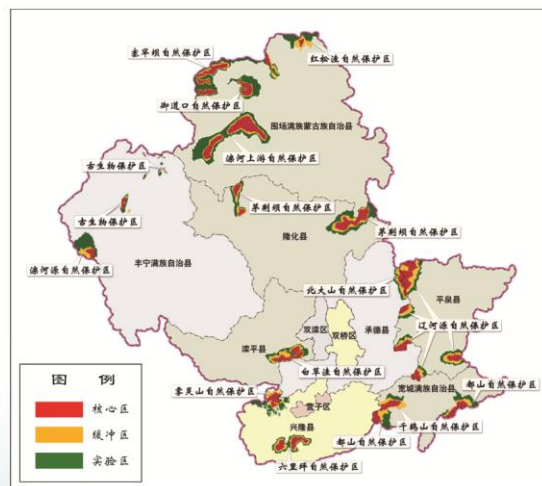 红松洼自然保护区
塞罕坝自然保护区
御道口自然保护区
围场满族蒙古族自治县
滦河上游自然保护区
古生物保护区
古生物保护区
茅荆坝自然保护区
茅荆坝自然保护区
隆化县
丰宁满族自治县
滦河源自然保护区
北大山自然保护区
平泉县
辽河源自然保护区
双滦区
双桥区
承德县
滦平县
白草洼自然保护区
宽城满族自治县
都山自然保护区
雾灵山自然保护区
营子区
兴隆县
千鹤山自然保护区
都山自然保护区
六里坪自然保护区
图 例
核心区
缓冲区
实验区